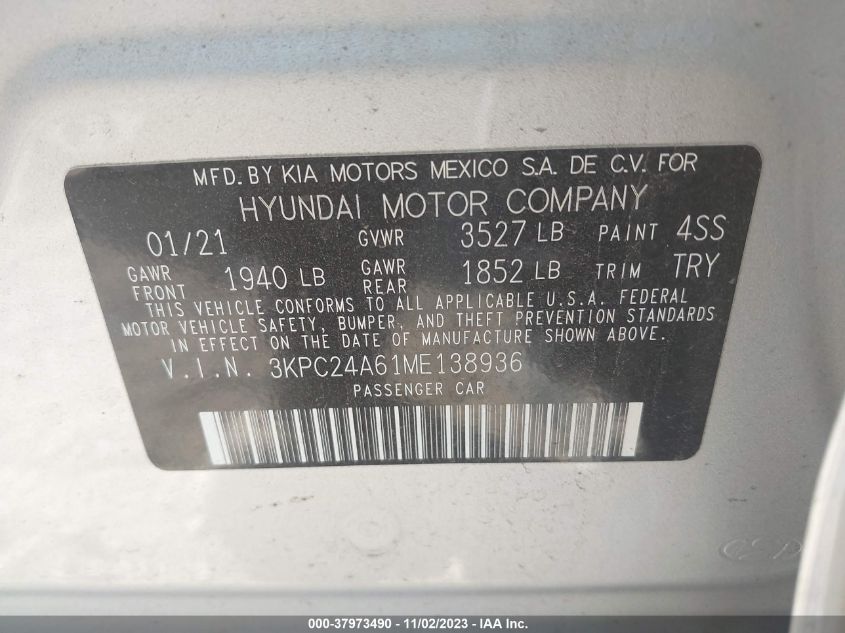 MFD. BY KIA MOTORS MEXICO S.A. DE C.V. FOR
HYUNDAI MOTOR COMPANY
01/21 GVWR 3527 LB PAINT 4SS
GAWR FRONT 1940 LB GAWR REAR 1852 LB TRIM TRY
THIS VEHICLE CONFORMS TO ALL APPLICABLE U.S.A. FEDERAL
MOTOR VEHICLE SAFETY, BUMPER, AND THEFT PREVENTION STANDARDS
IN EFFECT ON THE DATE OF MANUFACTURE SHOWN ABOVE.
V.I.N. 3KPC24A61ME138936
PASSENGER CAR
000-37973490 - 11/02/2023 - IAA Inc.